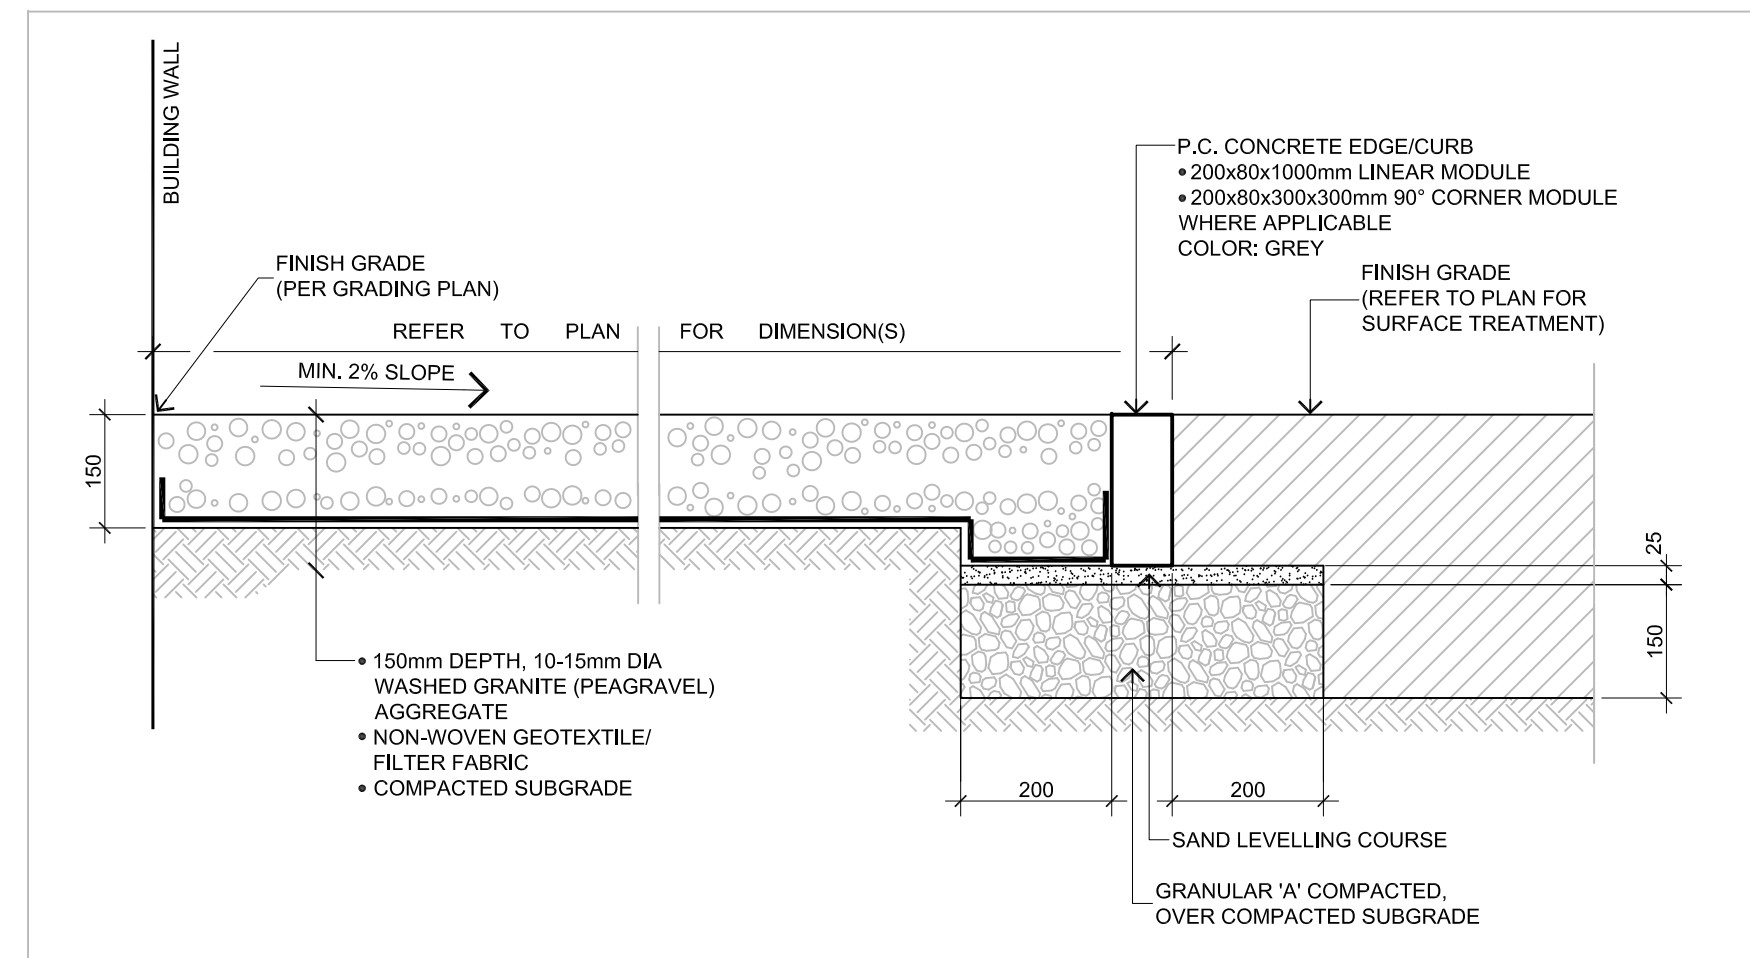 BUILDING WALL
P.C. CONCRETE EDGE/CURB
• 200x80x1000mm LINEAR MODULE
• 200x80x300x300mm 90° CORNER MODULE
WHERE APPLICABLE
COLOR: GREY
FINISH GRADE
(PER GRADING PLAN)
FINISH GRADE
(REFER TO PLAN FOR
SURFACE TREATMENT)
REFER TO PLAN FOR DIMENSION(S)
MIN. 2% SLOPE
150
25
150
• 150mm DEPTH, 10-15mm DIA
WASHED GRANITE (PEAGRAVEL)
AGGREGATE
• NON-WOVEN GEOTEXTILE/
FILTER FABRIC
• COMPACTED SUBGRADE
200
200
SAND LEVELLING COURSE
GRANULAR 'A' COMPACTED,
OVER COMPACTED SUBGRADE